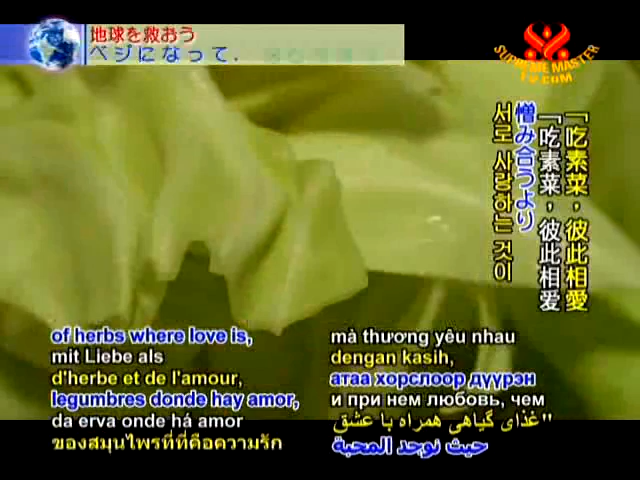 地球を救おう
ベジになって.
SUPREME MASTER
TV.COM
「吃素菜，彼此相愛
「吃素菜，彼此相爱
憎み合うより
서로 사랑하는 것이
of herbs where love is,
mit Liebe als
d'herbe et de l'amour,
legumbres donde hay amor,
da erva onde há amor
ของสมุนไพรที่ที่คือความรัก
mà thương yêu nhau
dengan kasih,
атаа хорслоор дүүрэн
и при нем любовь, чем
"غذای گیاهی همراه با عشق
حيث توجد المحبة